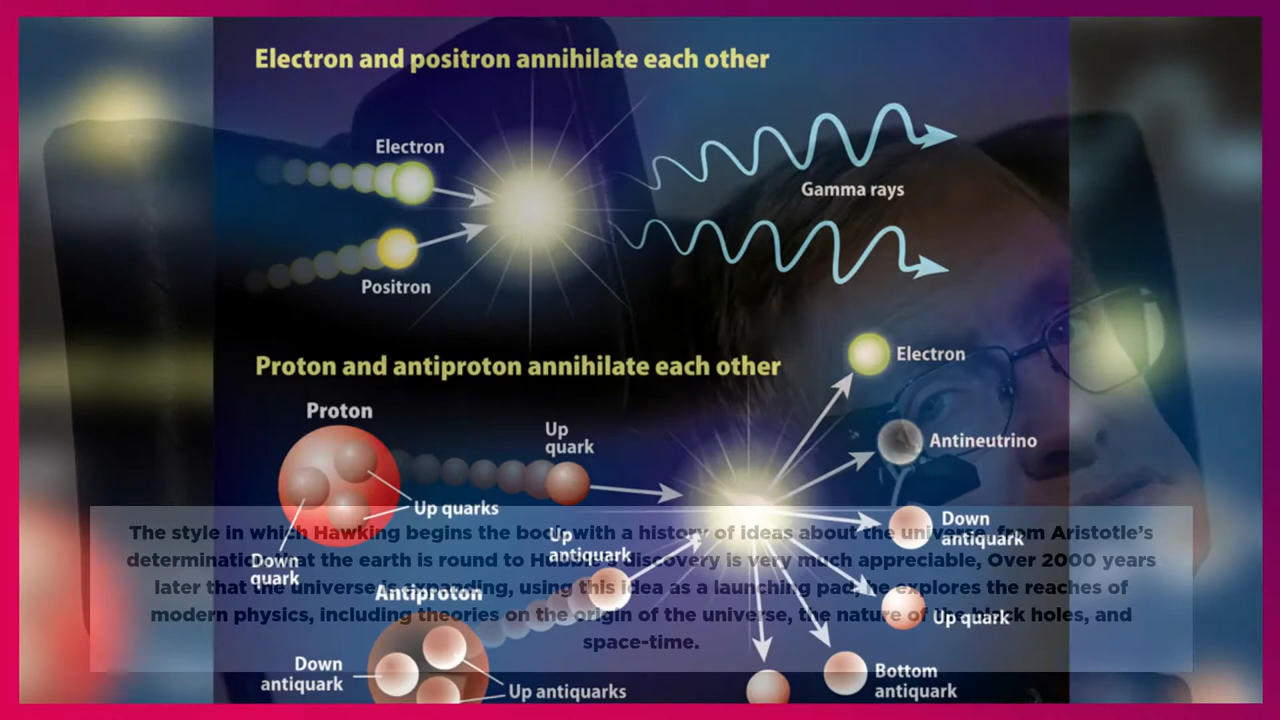 Electron and positron annihilate each other
Electron
Gamma rays
Positron
Electron
Proton and antiproton annihilate each other
Proton
Up
quark
Antineutrino
Up quarks
Down
antiquark
Up
antiquark
Down
quark
Antiproton
Up quark
Down
antiquark
Up antiquarks
Bottom
antiquark
The style in which Hawking begins the book with a history of ideas about the universe, from Aristotle’s
determination that the earth is round to discovery is very much appreciable, Over 2000 years
later that the universe is expanding, using this idea as a launching pad, he explores the reaches of
modern physics, including theories on the origin of the universe, the nature of the black holes, and
space-time.